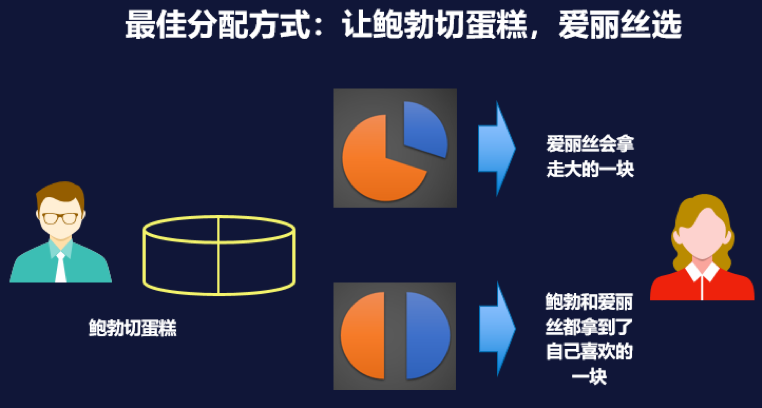 最佳分配方式：让鲍勃切蛋糕，爱丽丝选
爱丽丝会拿
走大的一块
鲍勃切蛋糕
鲍勃和爱丽
丝都拿到了
自己喜欢的
一块